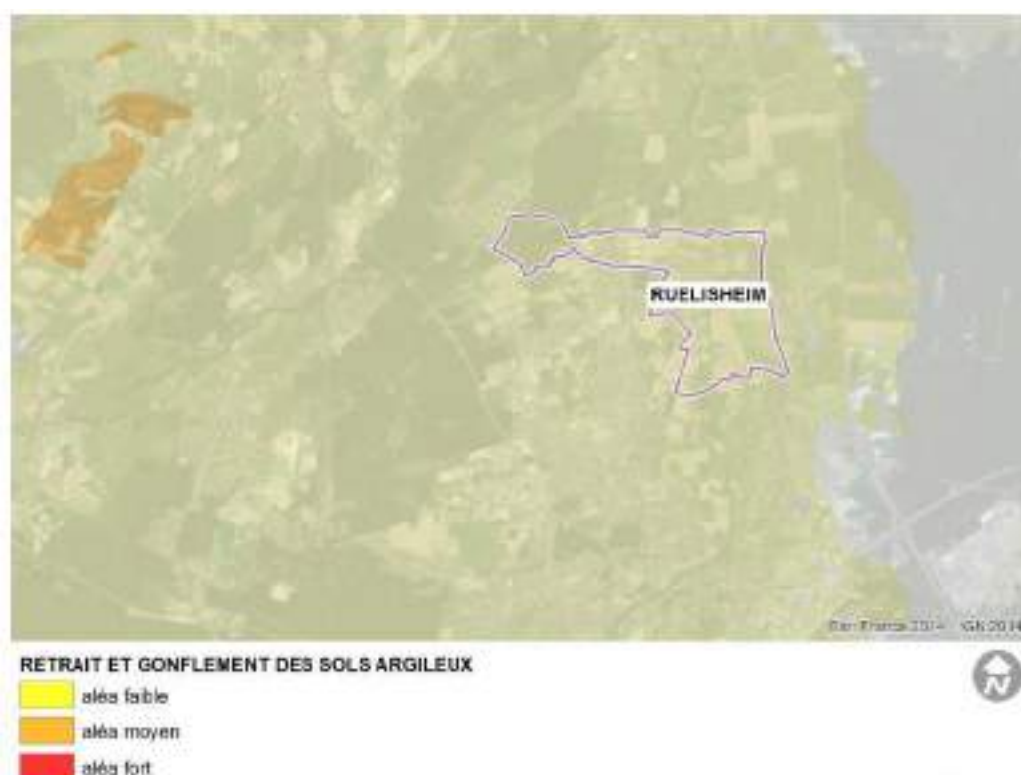 RUELISHEIM
RETRAIT ET GONFLEMENT DES SOLS ARGILEUX
N
aléa faible
aléa moyen
aléa fort